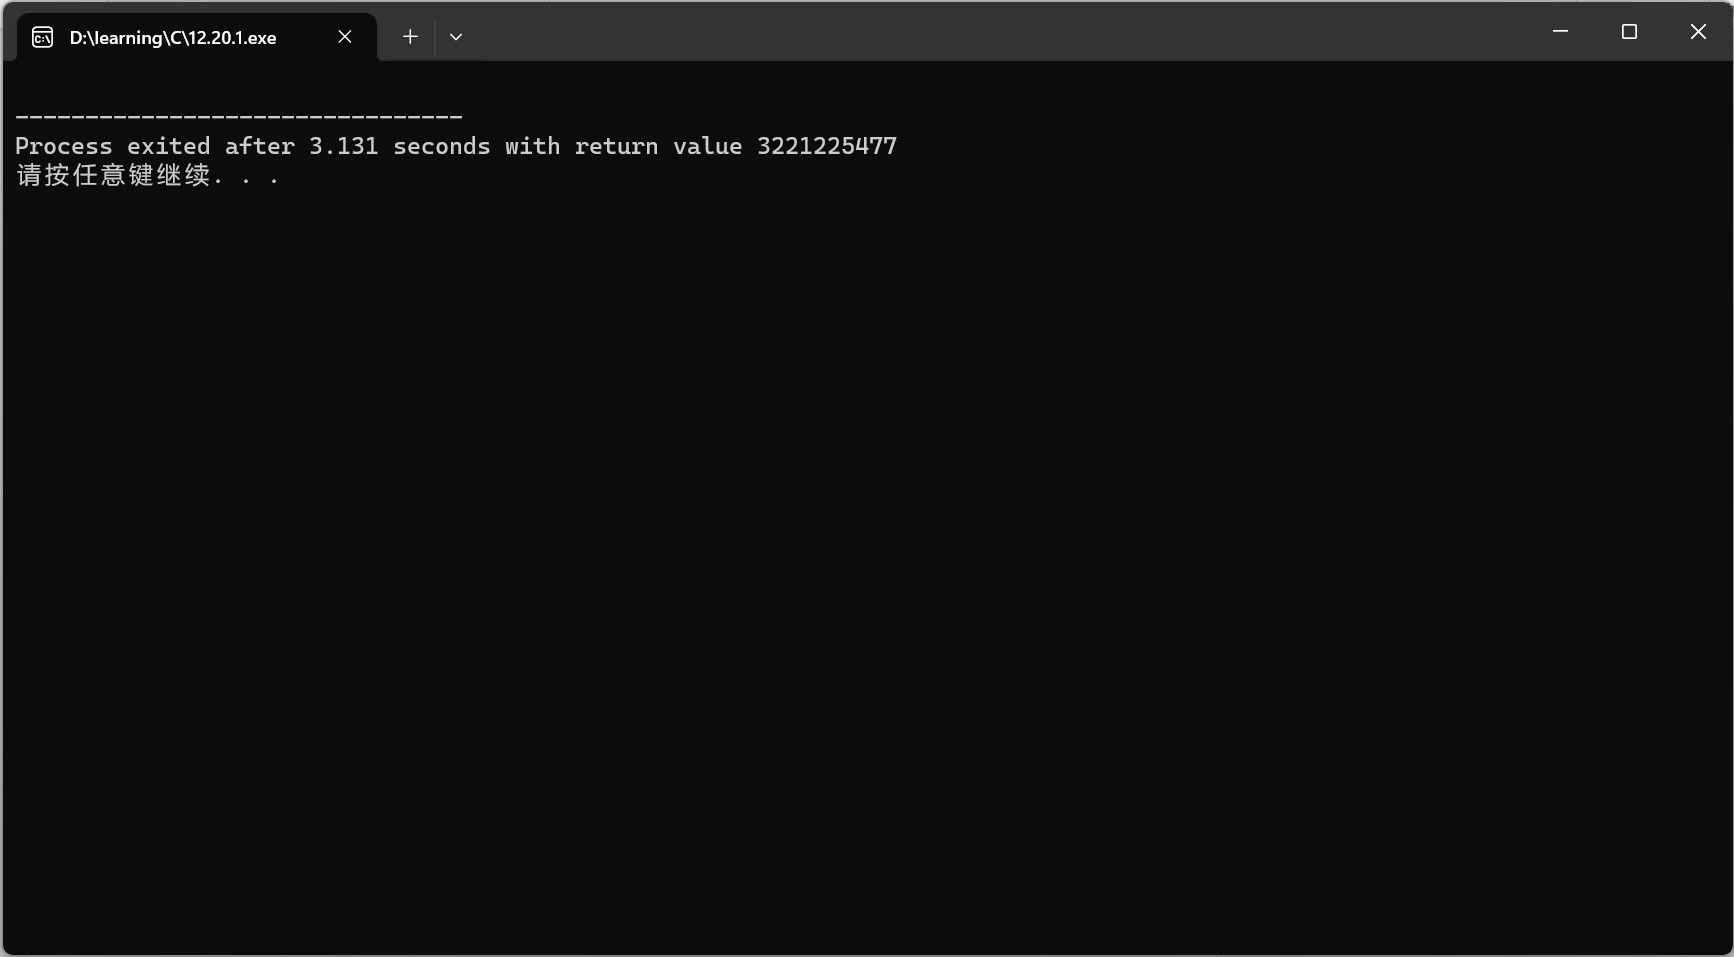 D:\learning\C\12.20.1.exe
--------------------------------
Process exited after 3.131 seconds with return value 3221225477
请按任意键继续. . .